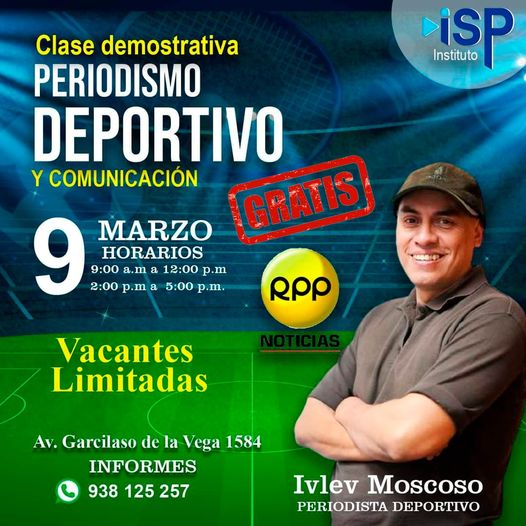 iSP
Instituto
Clase demostrativa
PERIODISMO
DEPORTIVO
Y COMUNICACIÓN
GRATIS
9 MARZO
HORARIOS
9:00 a.m a 12:00 p.m
2:00 p.m a 5:00 p.m.
RPP
NOTICIAS
Vacantes
Limitadas
Av. Garcilaso de la Vega 1584
INFORMES
938 125 257
Ivlev Moscoso
PERIODISTA DEPORTIVO